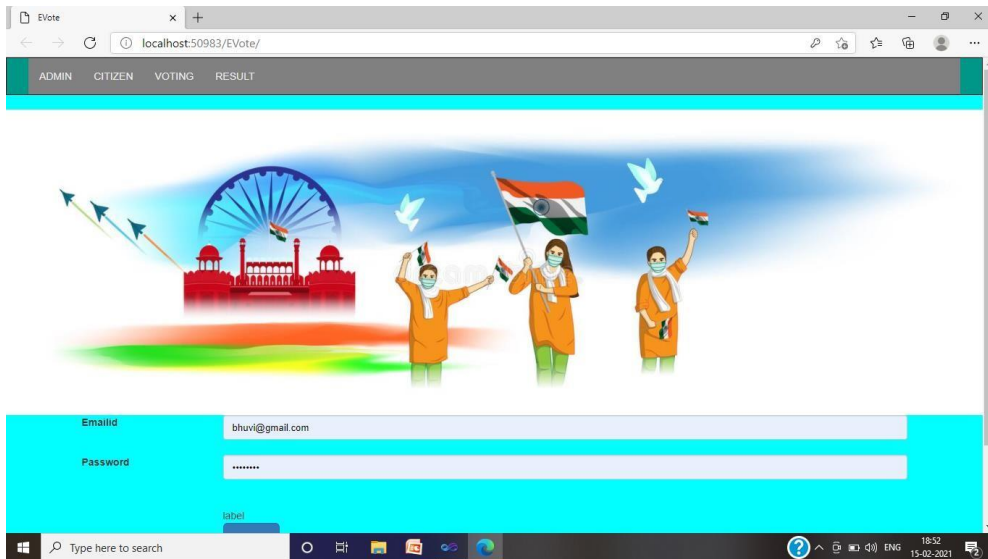 EVote
localhost:50983/EVote/
ADMIN CITIZEN VOTING RESULT
Emailid
bhuvi@gmail.com
Password
••••••••
label
Type here to search
ENG
18:52
15-02-2021